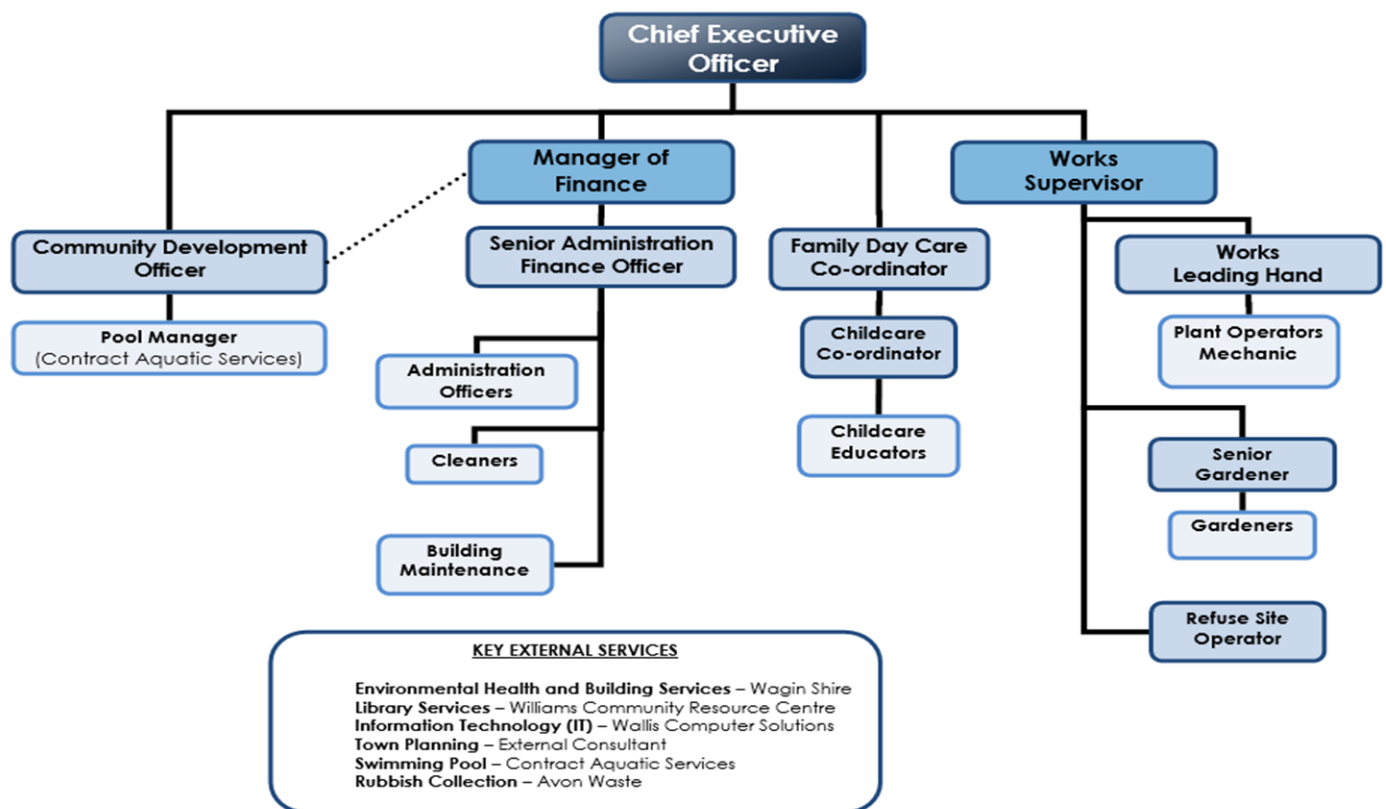 Chief Executive
Officer
Manager of
Finance
Works
Supervisor
Community Development
Officer
Senior Administration
Finance Officer
Family Day Care
Co-ordinator
Works
Leading Hand
Pool Manager
(Contract Aquatic Services)
Childcare
Co-ordinator
Plant Operators
Mechanic
Administration
Officers
Childcare
Educators
Cleaners
Senior
Gardener
Gardeners
Building
Maintenance
Refuse Site
Operator
KEY EXTERNAL SERVICES
Environmental Health and Building Services – Wagin Shire
Library Services – Williams Community Resource Centre
Information Technology (IT) – Wallis Computer Solutions
Town Planning – External Consultant
Swimming Pool – Contract Aquatic Services
Rubbish Collection – Avon Waste